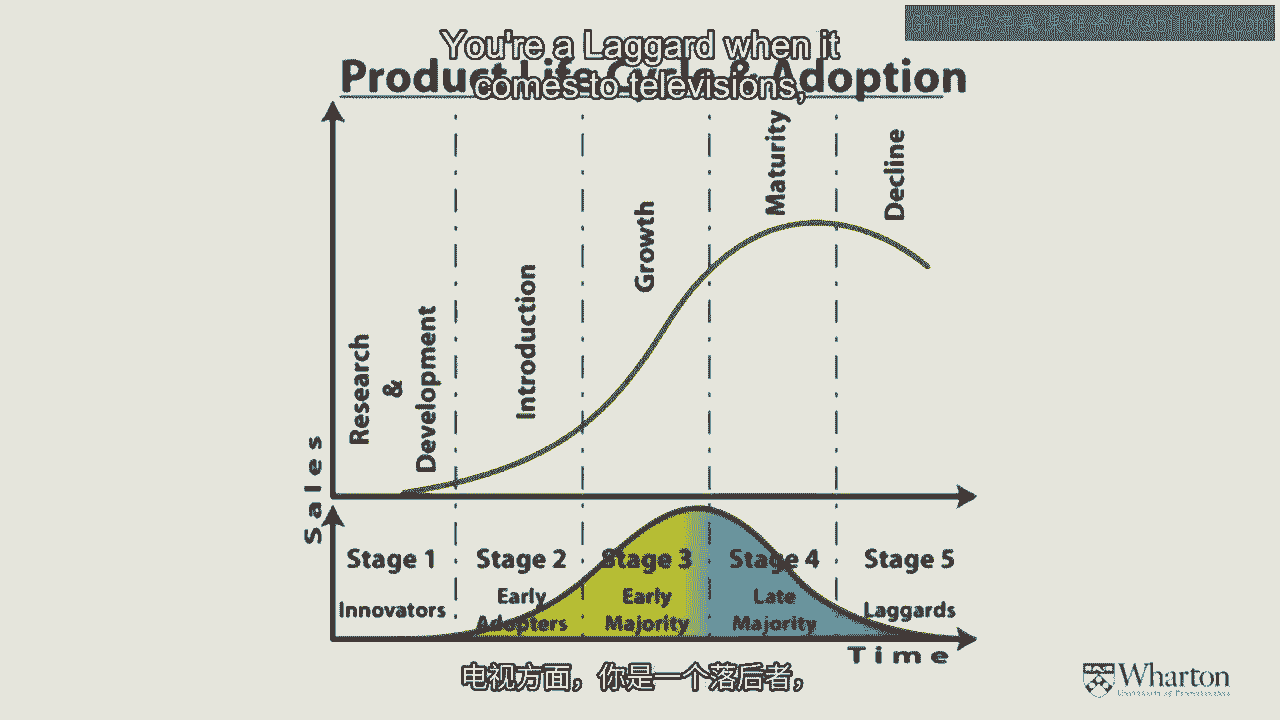 You're a Laggard when it
comes to televisions,
Product Life Cycle & Adoption
Research
&
Development
Introduction
Growth
Maturity
Decline
Sales
Stage 1
Stage 2
Stage 3
Stage 4
Stage 5
Innovators
Early
Adopters
Early
Majority
Late
Majority
Laggards
Time
电视方面，你是一个落后者，
Wharton